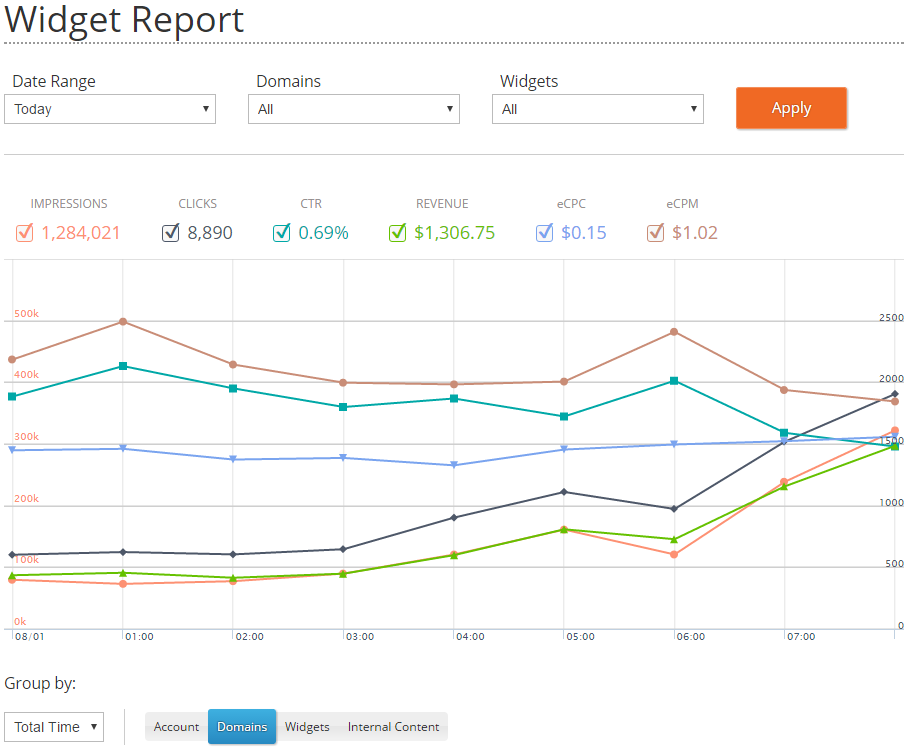 Widget Report
Date Range Domains Widgets
Today All All Apply
IMPRESSIONS CLICKS CTR REVENUE eCPC eCPM
1,284,021 8,890 0.69% $1,306.75 $0.15 $1.02
500k 2500
400k 2000
300k 1500
200k 1000
100k 500
0k 0
08/01 01:00 02:00 03:00 04:00 05:00 06:00 07:00
Group by:
Total Time Account Domains Widgets Internal Content